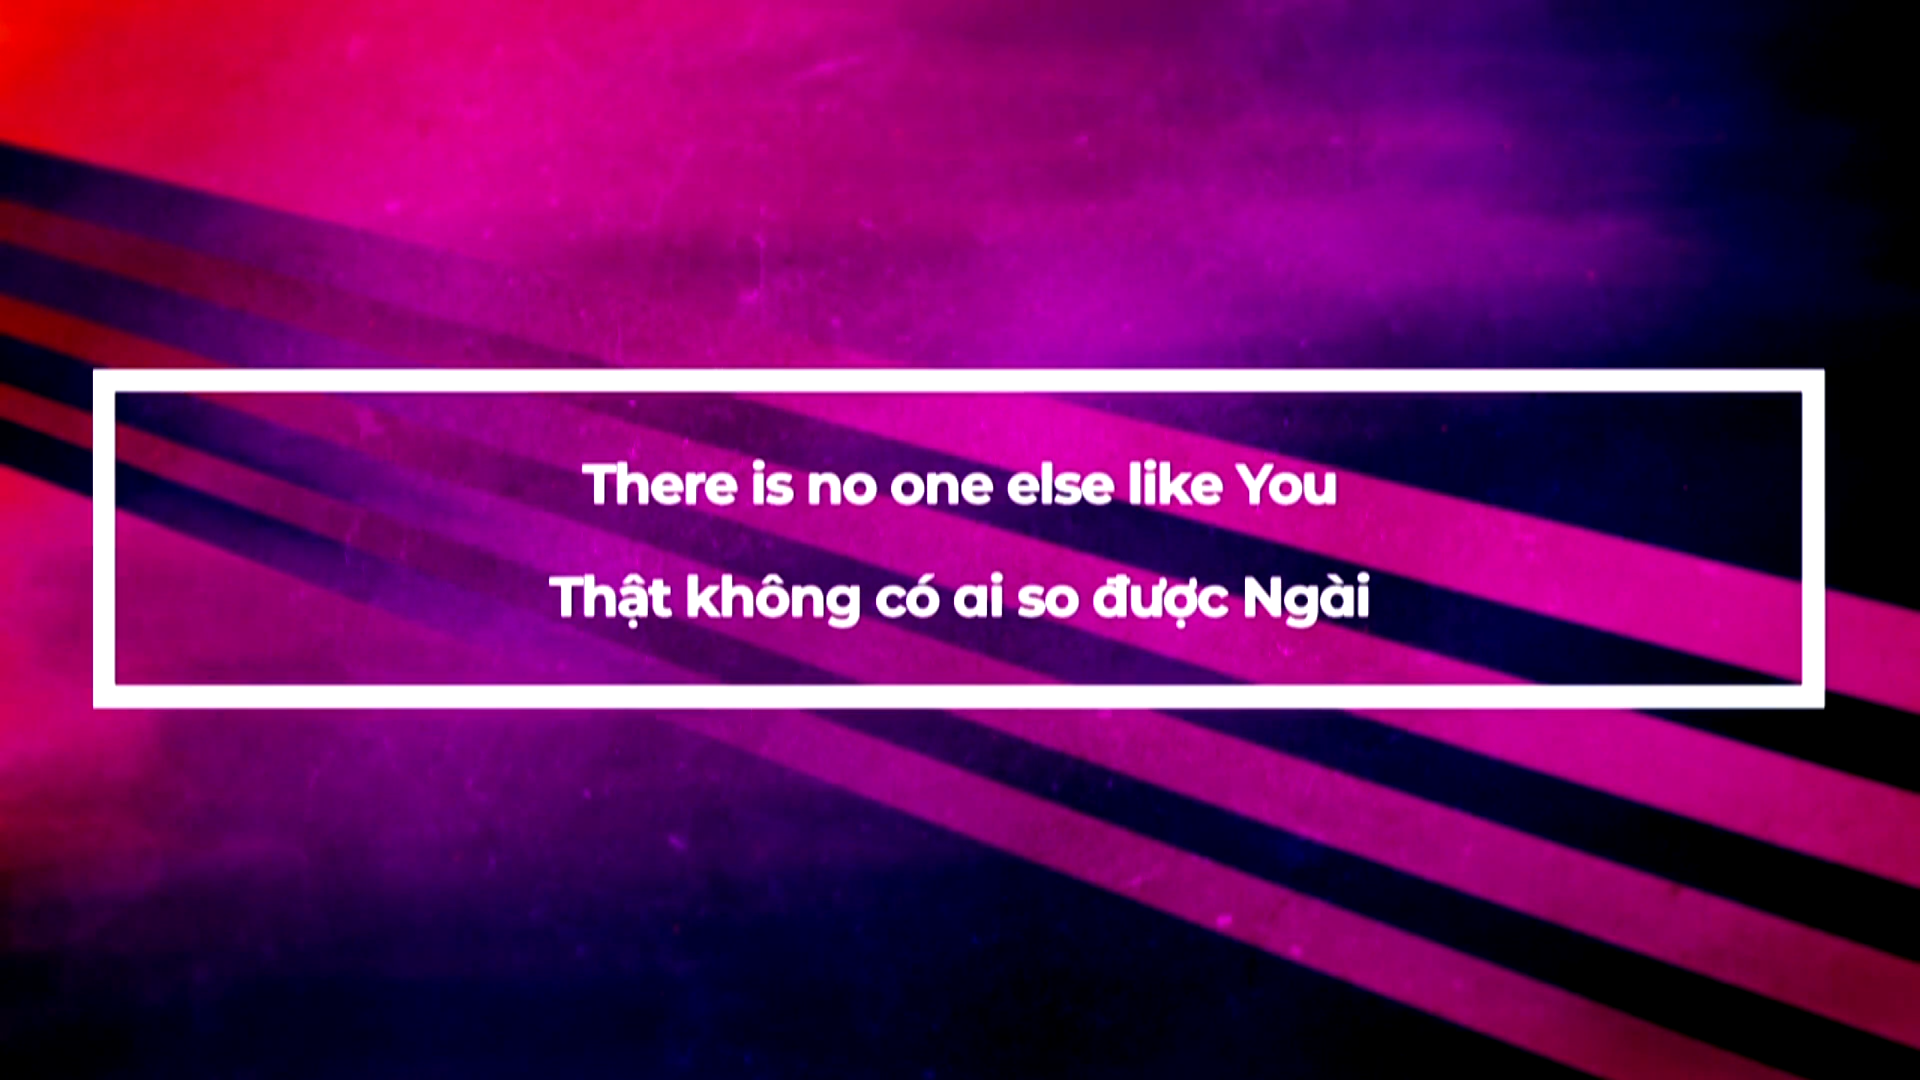 There is no one else like You
Thật không có ai so được Ngài